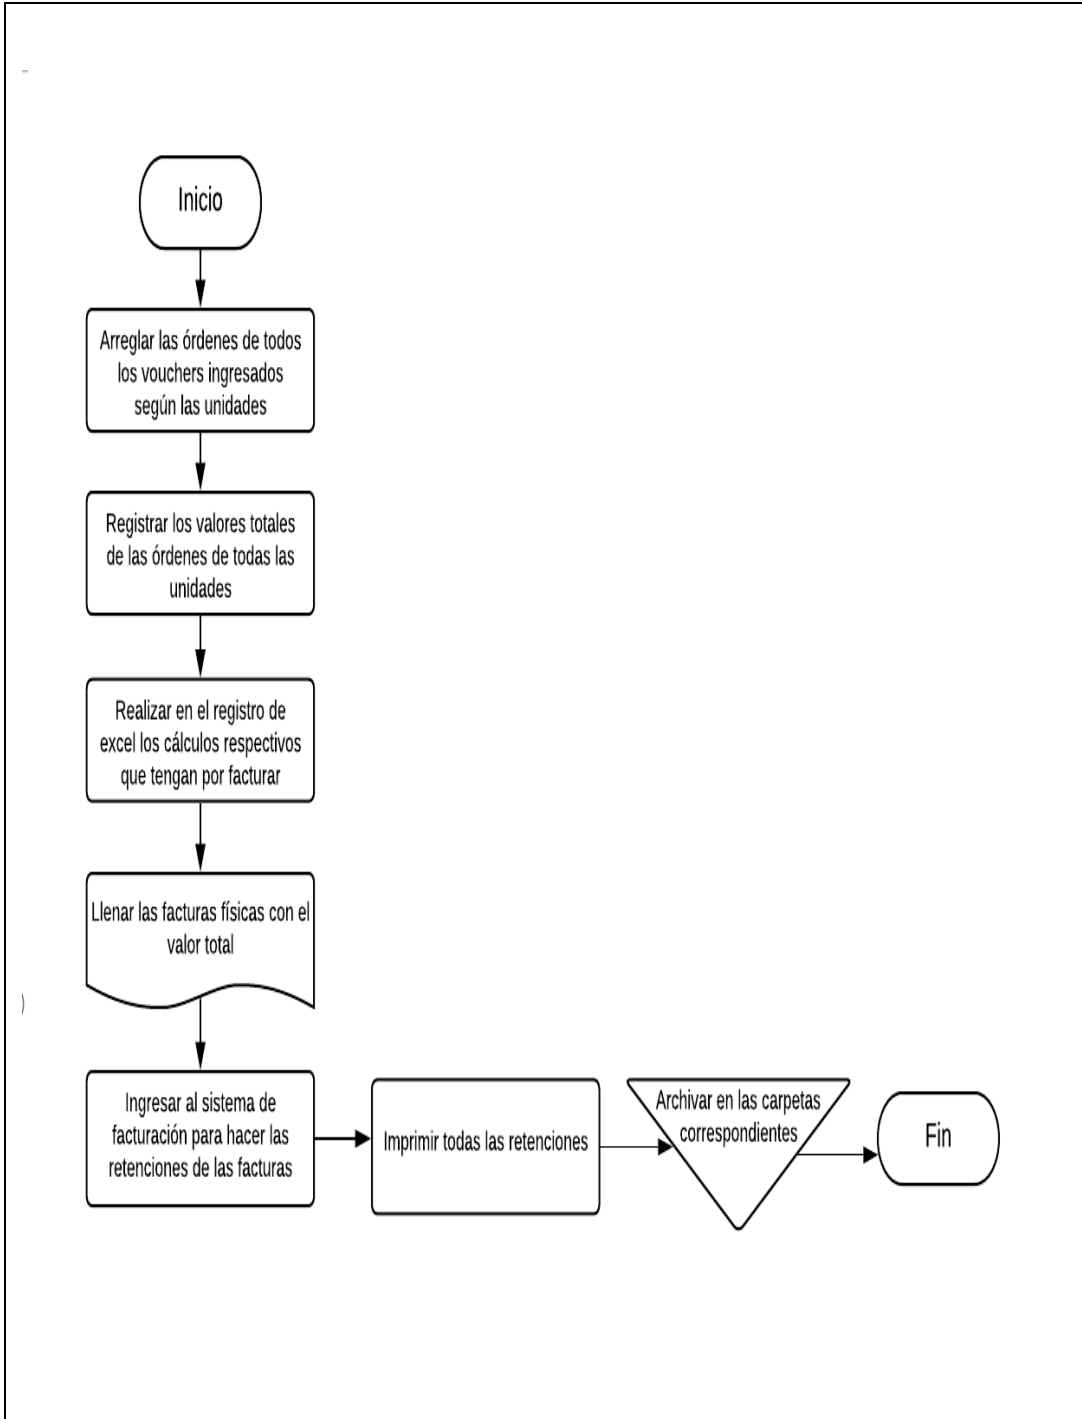 Inicio
Arreglar las órdenes de todos
los vouchers ingresados
según las unidades
Registrar los valores totales
de las órdenes de todas las
unidades
Realizar en el registro de
excel los cálculos respectivos
que tengan por facturar
Llenar las facturas físicas con el
valor total
)
Ingresar al sistema de
facturación para hacer las
retenciones de las facturas
Imprimir todas las retenciones
Archivar en las carpetas
correspondientes
Fin